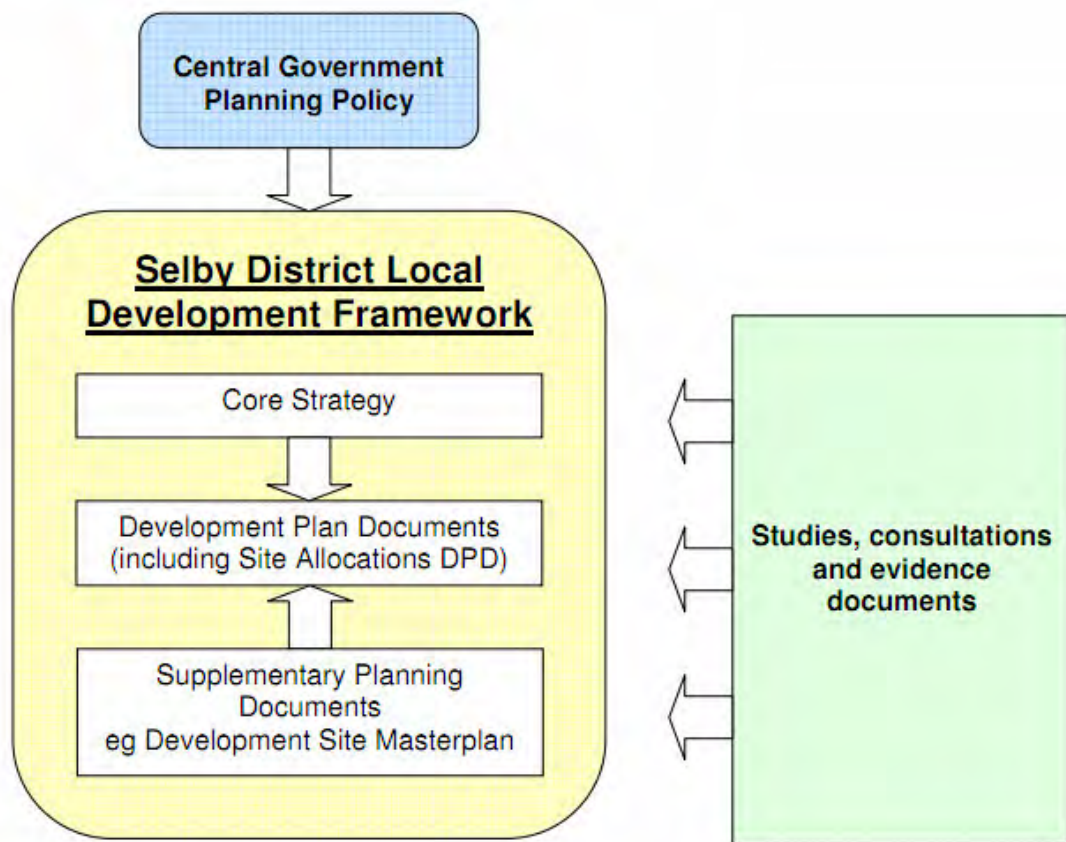 Central Government
Planning Policy
Selby District Local
Development Framework
Core Strategy
Development Plan Documents
(including Site Allocations DPD)
Supplementary Planning
Documents
eg Development Site Masterplan
Studies, consultations
and evidence
documents